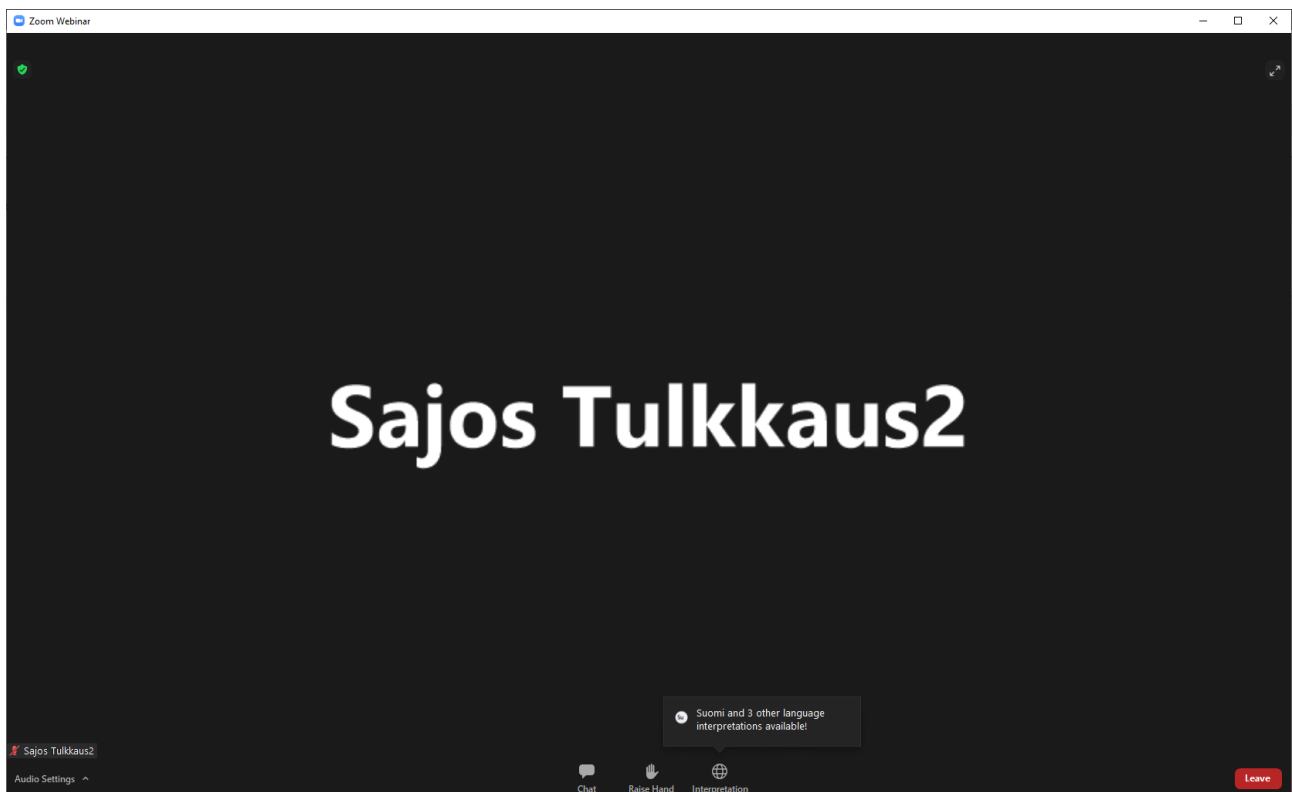 Zoom Webinar
Sajos Tulkkaus2
Suomi and 3 other language
interpretations available!
Sajos Tulkkaus2
Audio Settings
Chat
Raise Hand
Interpretation
Leave